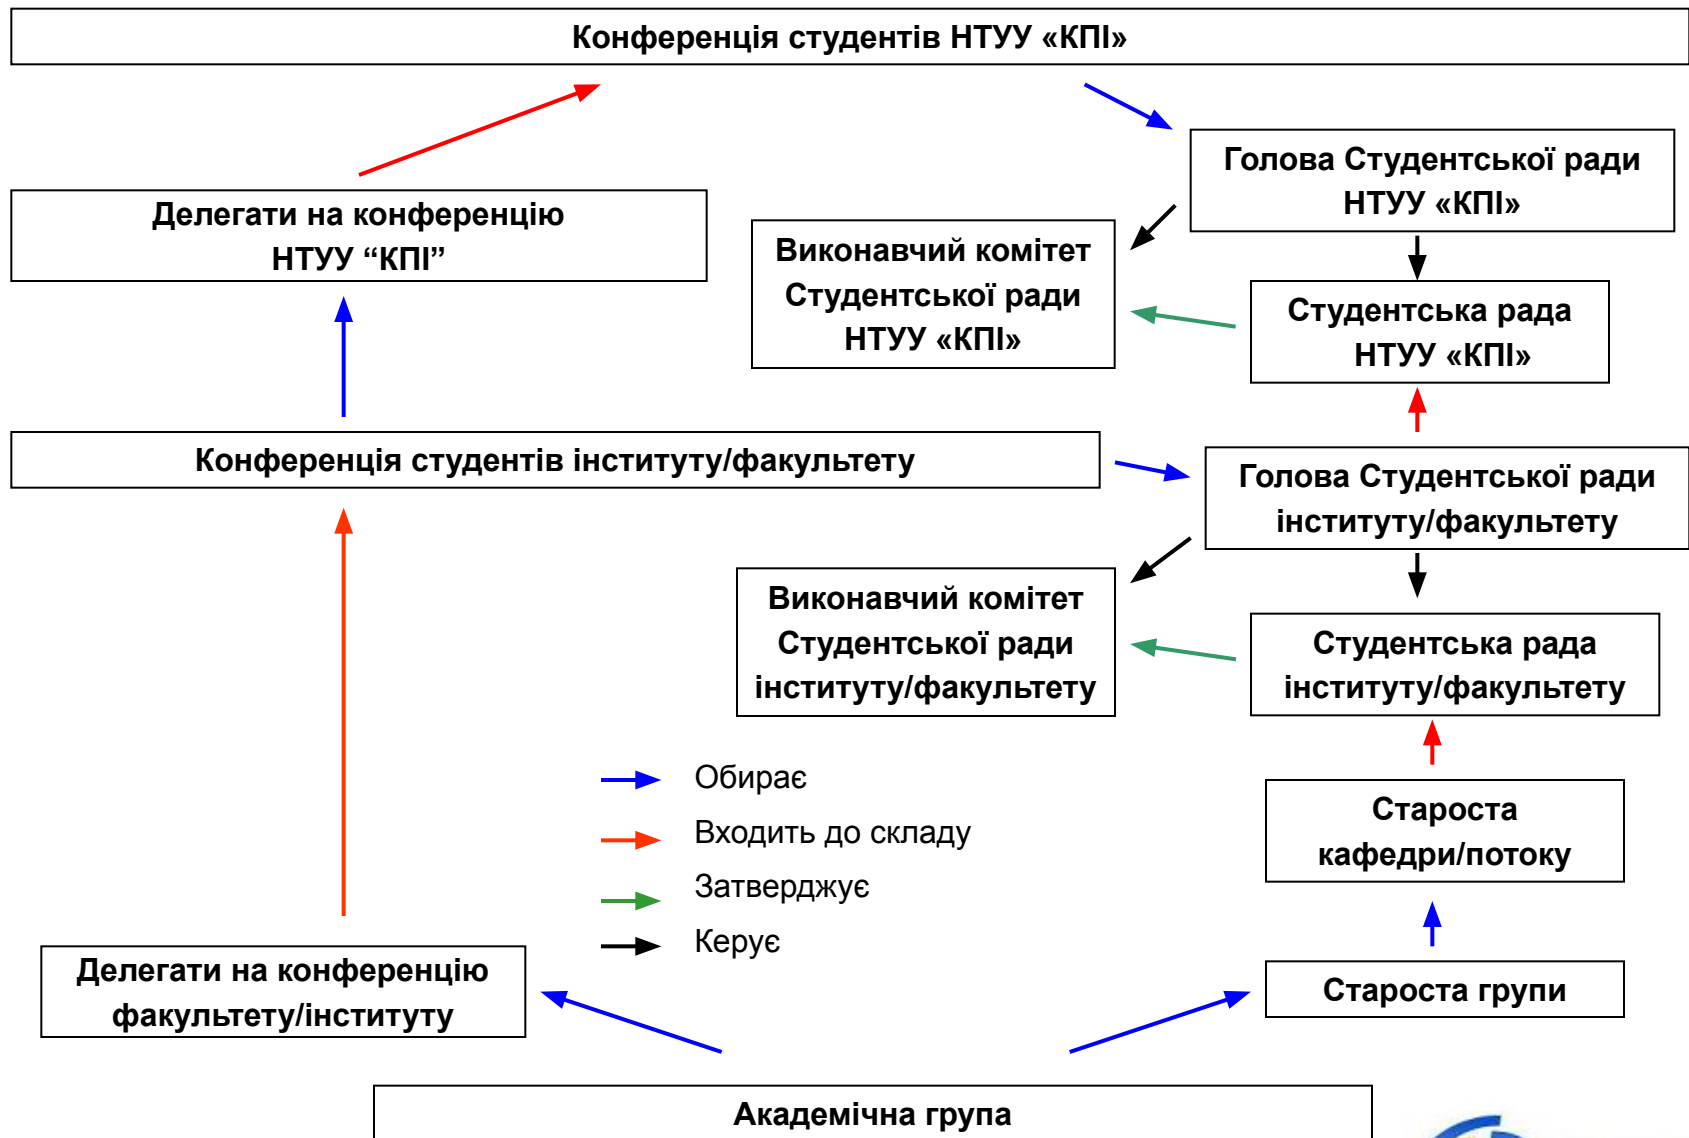 Конференція студентів НТУУ «КПІ»
Голова Студентської ради
НТУУ «КПІ»
Делегати на конференцію
НТУУ “КПІ”
Виконавчий комітет
Студентської ради
НТУУ «КПІ»
Студентська рада
НТУУ «КПІ»
Конференція студентів інституту/факультету
Голова Студентської ради
інституту/факультету
Виконавчий комітет
Студентської ради
інституту/факультету
Студентська рада
інституту/факультету
Обирає
Входить до складу
Затверджує
Керує
Староста
кафедри/потоку
Делегати на конференцію
факультету/інституту
Староста групи
Академічна група